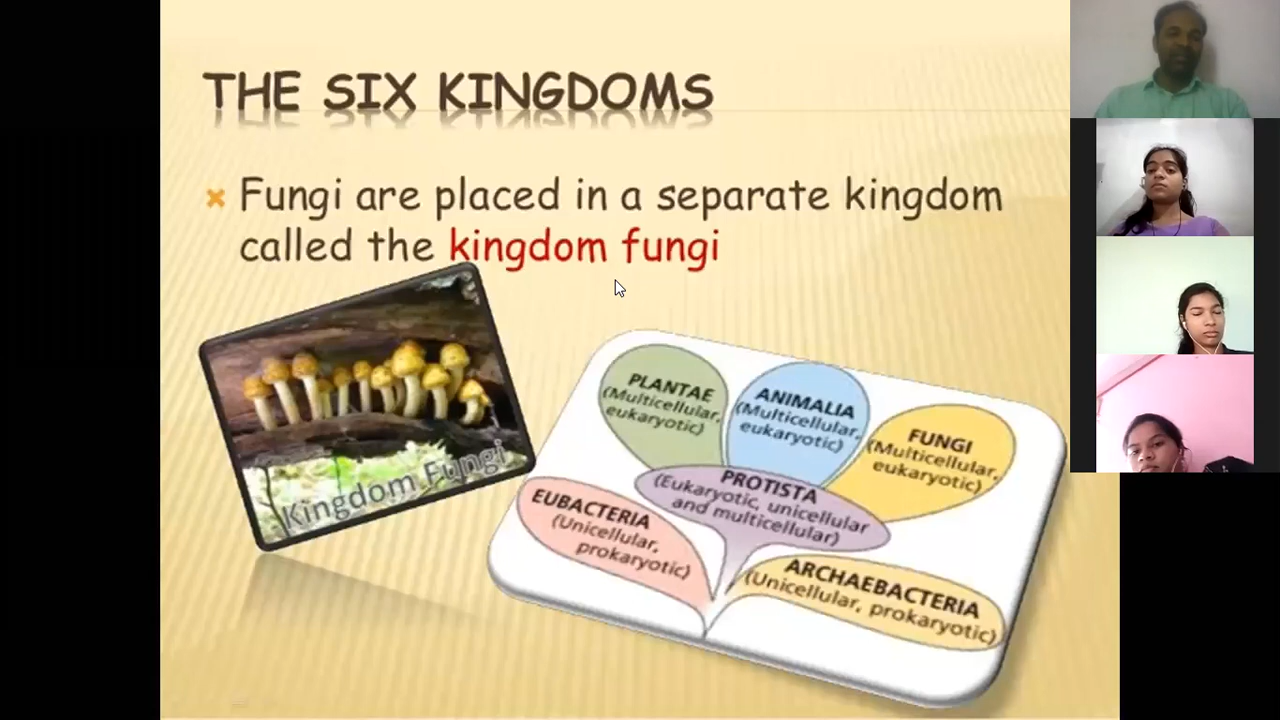 THE SIX KINGDOMS
Fungi are placed in a separate kingdom
called the kingdom fungi
Kingdom Fungi
PLANTAE
(Multicellular,
eukaryotic)
ANIMALIA
(Multicellular,
eukaryotic)
FUNGI
(Multicellular,
eukaryotic)
PROTISTA
(Eukaryotic, unicellular
and multicellular)
EUBACTERIA
(Unicellular,
prokaryotic)
ARCHAEBACTERIA
(Unicellular, prokaryotic)